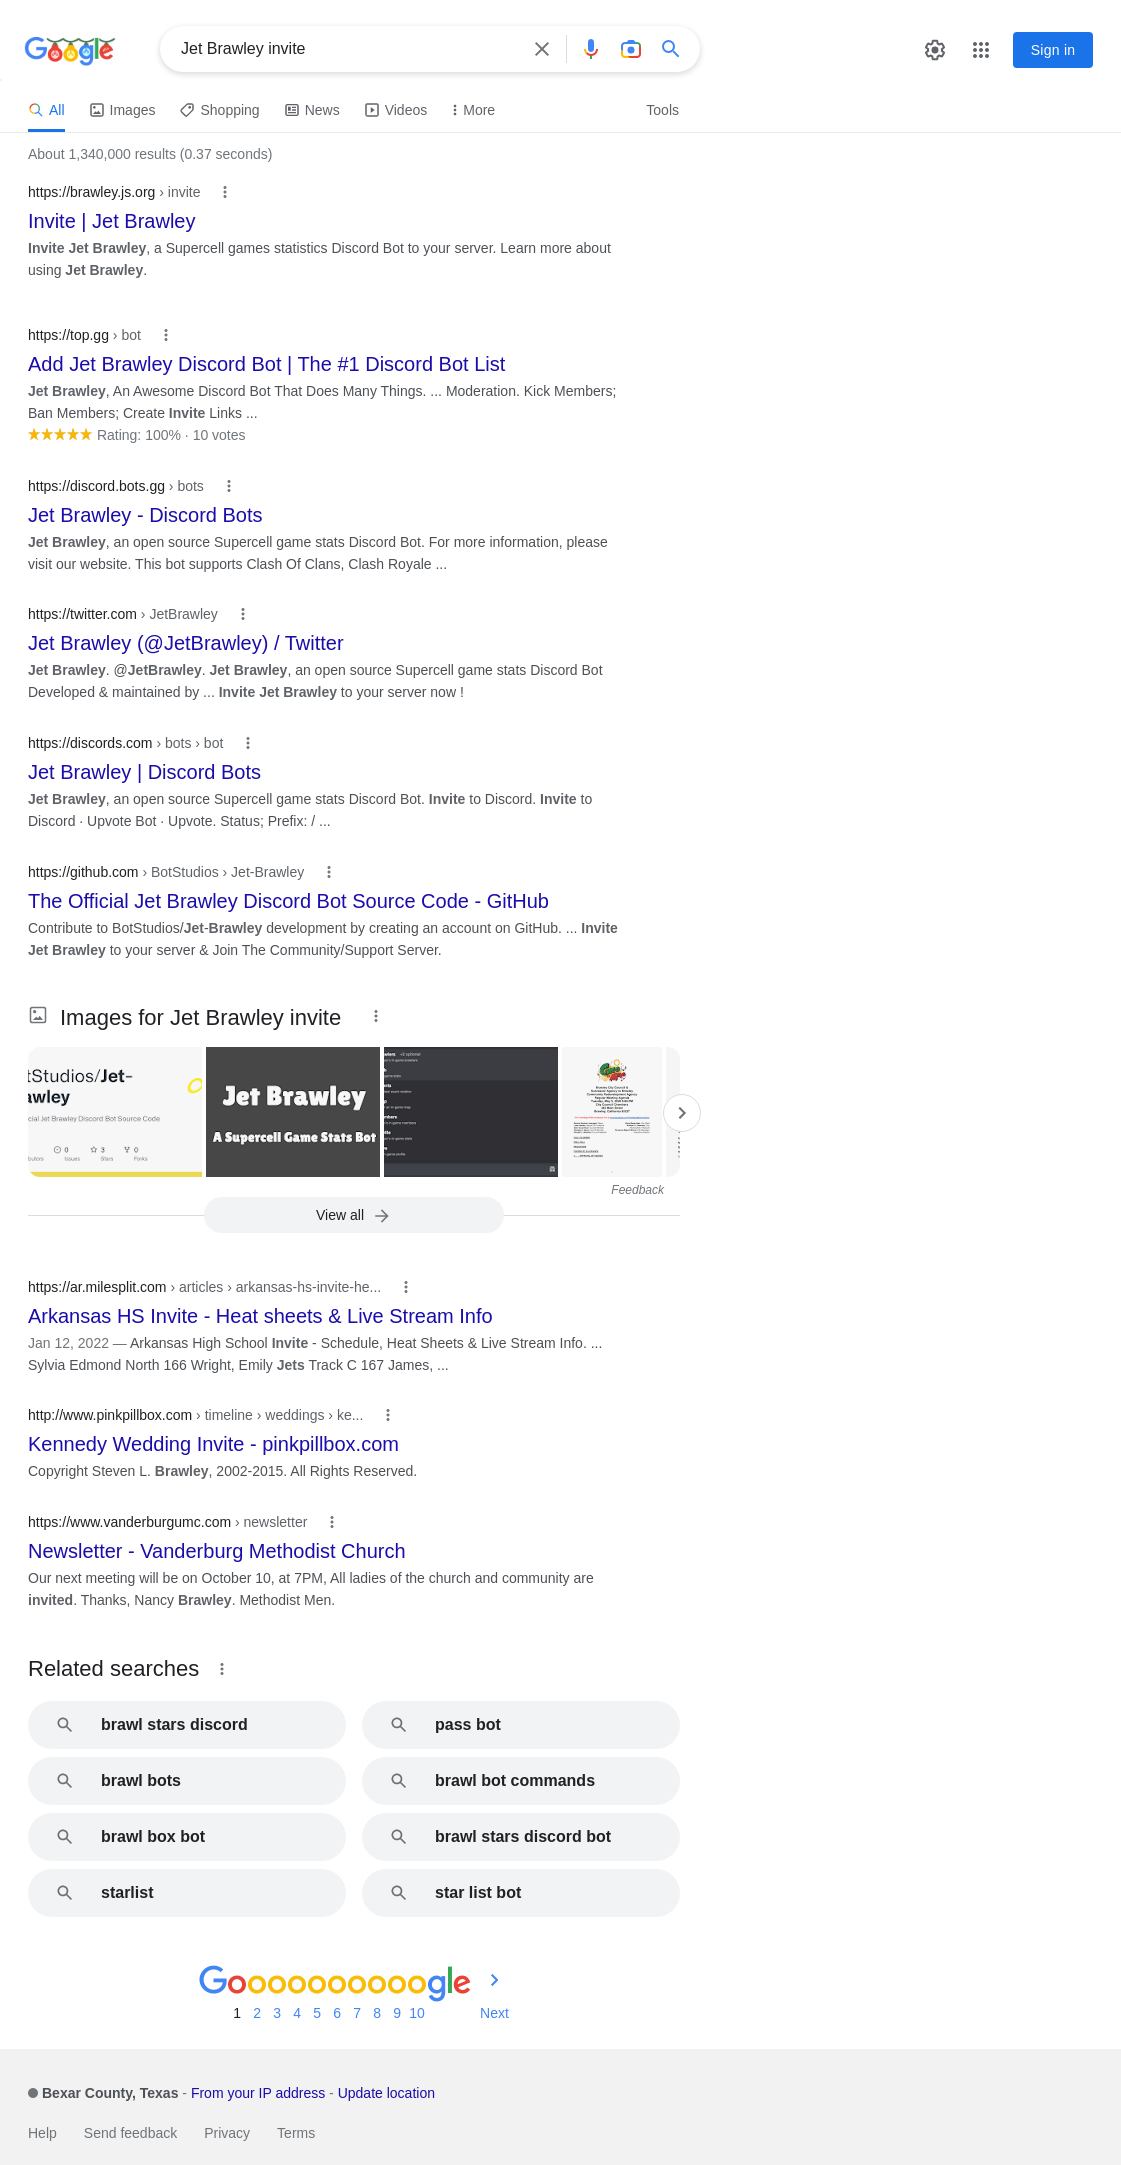 Google
Jet Brawley invite
Sign in
All Images Shopping News Videos More Tools
About 1,340,000 results (0.37 seconds)
https://brawley.js.org › invite
Invite | Jet Brawley
Invite Jet Brawley, a Supercell games statistics Discord Bot to your server. Learn more about
using Jet Brawley.
https://top.gg › bot
Add Jet Brawley Discord Bot | The #1 Discord Bot List
Jet Brawley, An Awesome Discord Bot That Does Many Things. ... Moderation. Kick Members;
Ban Members; Create Invite Links ...
Rating: 100% · 10 votes
https://discord.bots.gg › bots
Jet Brawley - Discord Bots
Jet Brawley, an open source Supercell game stats Discord Bot. For more information, please
visit our website. This bot supports Clash Of Clans, Clash Royale ...
https://twitter.com › JetBrawley
Jet Brawley (@JetBrawley) / Twitter
Jet Brawley. @JetBrawley. Jet Brawley, an open source Supercell game stats Discord Bot
Developed & maintained by ... Invite Jet Brawley to your server now !
https://discords.com › bots › bot
Jet Brawley | Discord Bots
Jet Brawley, an open source Supercell game stats Discord Bot. Invite to Discord. Invite to
Discord · Upvote Bot · Upvote. Status; Prefix: / ...
https://github.com › BotStudios › Jet-Brawley
The Official Jet Brawley Discord Bot Source Code - GitHub
Contribute to BotStudios/Jet-Brawley development by creating an account on GitHub. ... Invite
Jet Brawley to your server & Join The Community/Support Server.
Images for Jet Brawley invite
tStudios/Jet-
awley
cial Jet Brawley Discord Bot Source Code
0 3 0
butors Issues Stars Forks
Jet Brawley
A Supercell Game Stats Bot
Feedback
View all
https://ar.milesplit.com › articles › arkansas-hs-invite-he...
Arkansas HS Invite - Heat sheets & Live Stream Info
Jan 12, 2022 — Arkansas High School Invite - Schedule, Heat Sheets & Live Stream Info. ...
Sylvia Edmond North 166 Wright, Emily Jets Track C 167 James, ...
http://www.pinkpillbox.com › timeline › weddings › ke...
Kennedy Wedding Invite - pinkpillbox.com
Copyright Steven L. Brawley, 2002-2015. All Rights Reserved.
https://www.vanderburgumc.com › newsletter
Newsletter - Vanderburg Methodist Church
Our next meeting will be on October 10, at 7PM, All ladies of the church and community are
invited. Thanks, Nancy Brawley. Methodist Men.
Related searches
brawl stars discord
pass bot
brawl bots
brawl bot commands
brawl box bot
brawl stars discord bot
starlist
star list bot
Goooooooooogle
1 2 3 4 5 6 7 8 9 10 Next
Bexar County, Texas - From your IP address - Update location
Help Send feedback Privacy Terms